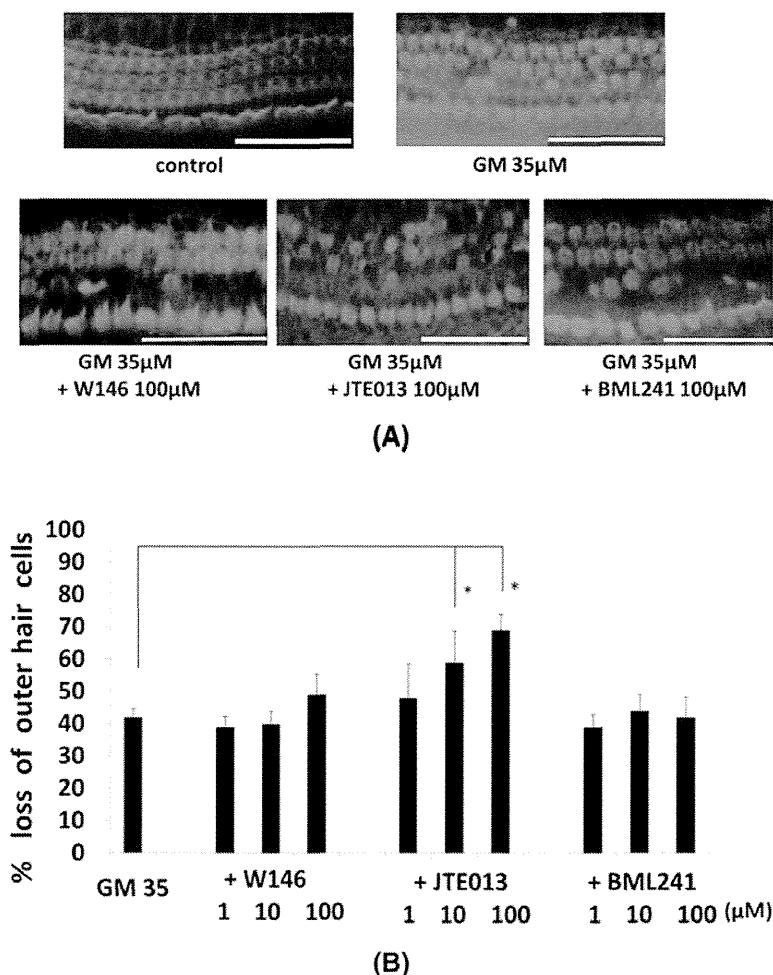 control
GM 35µM
GM 35µM
+ W146 100µM
GM 35µM
+ JTE013 100µM
GM 35µM
+ BML241 100µM
(A)
% loss of outer hair cells
100
90
80
70
60
50
40
30
20
10
0
*
*
GM 35
+ W146
+ JTE013
+ BML241
1 10 100 1 10 100 1 10 100 (µM)
(B)